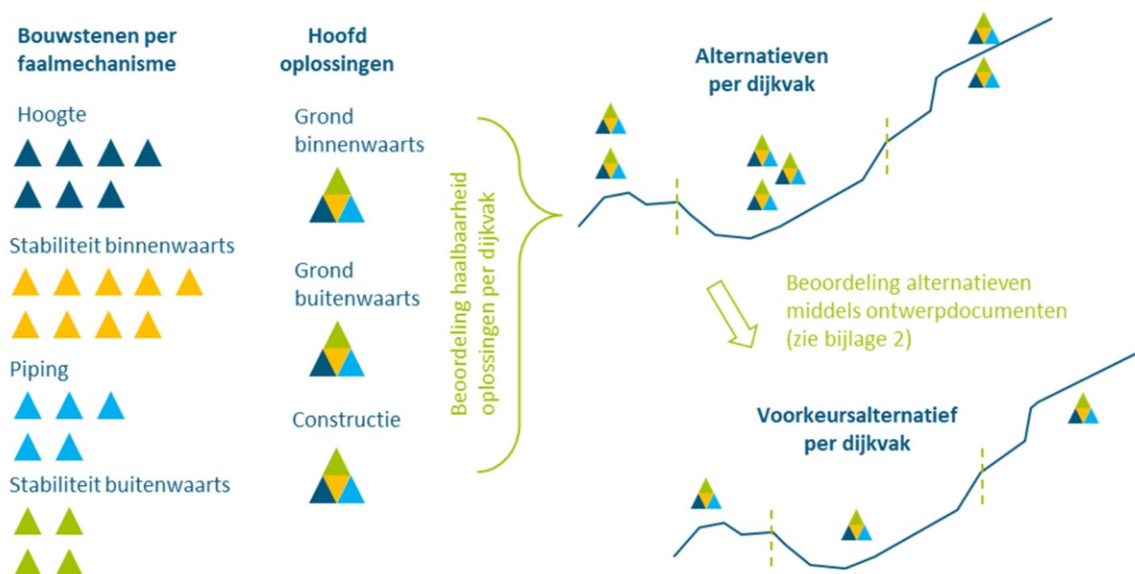 Bouwstenen per
faalmechanisme
Hoogte
Stabiliteit binnenwaarts
Piping
Stabiliteit buitenwaarts
Hoofd
oplossingen
Grond
binnenwaarts
Grond
buitenwaarts
Constructie
Beoordeling haalbaarheid
oplossingen per dijkvak
Alternatieven
per dijkvak
Beoordeling alternatieven
middels ontwerpdocumenten
(zie bijlage 2)
Voorkeursalternatief
per dijkvak